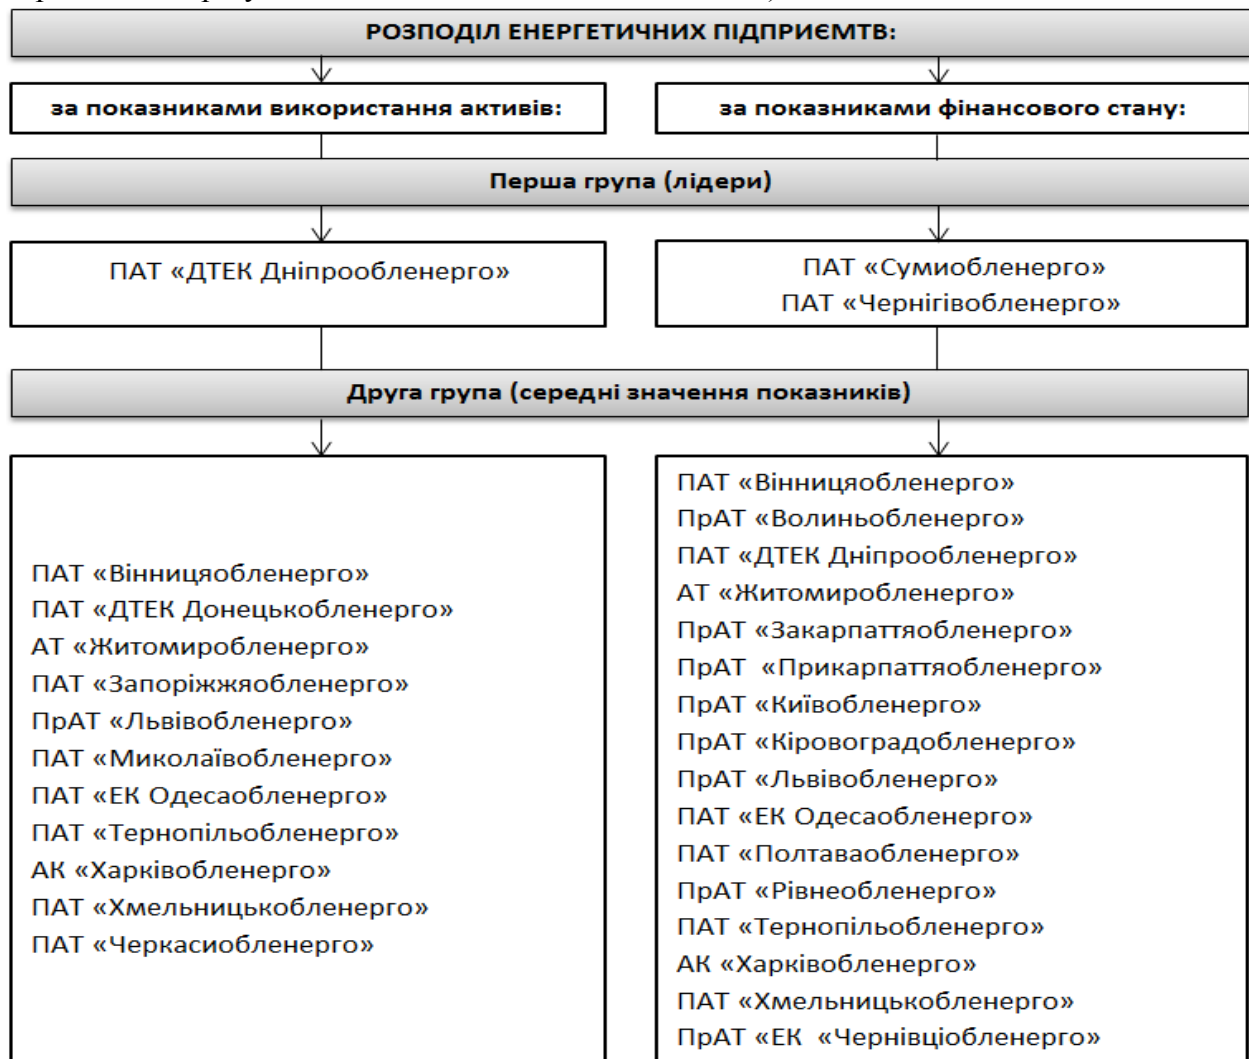 РОЗПОДІЛ ЕНЕРГЕТИЧНИХ ПІДПРИЄМТВ:
за показниками використання активів:
за показниками фінансового стану:
Перша група (лідери)
ПАТ «ДТЕК Дніпрообленерго»
ПАТ «Сумиобленерго»
ПАТ «Чернігівобленерго»
Друга група (середні значення показників)
ПАТ «Вінницяобленерго»
ПАТ «ДТЕК Донецькобленерго»
АТ «Житомиробленерго»
ПАТ «Запоріжжяобленерго»
ПрАТ «Львівобленерго»
ПАТ «Миколаївобленерго»
ПАТ «ЕК Одесаобленерго»
ПАТ «Тернопільобленерго»
АК «Харківобленерго»
ПАТ «Хмельницькобленерго»
ПАТ «Черкасиобленерго»
ПАТ «Вінницяобленерго»
ПрАТ «Волиньобленерго»
ПАТ «ДТЕК Дніпрообленерго»
АТ «Житомиробленерго»
ПрАТ «Закарпаттяобленерго»
ПрАТ «Прикарпаттяобленерго»
ПрАТ «Київобленерго»
ПрАТ «Кіровоградобленерго»
ПрАТ «Львівобленерго»
ПАТ «ЕК Одесаобленерго»
ПАТ «Полтаваобленерго»
ПрАТ «Рівнеобленерго»
ПАТ «Тернопільобленерго»
АК «Харківобленерго»
ПАТ «Хмельницькобленерго»
ПрАТ «ЕК «Чернівціобленерго»